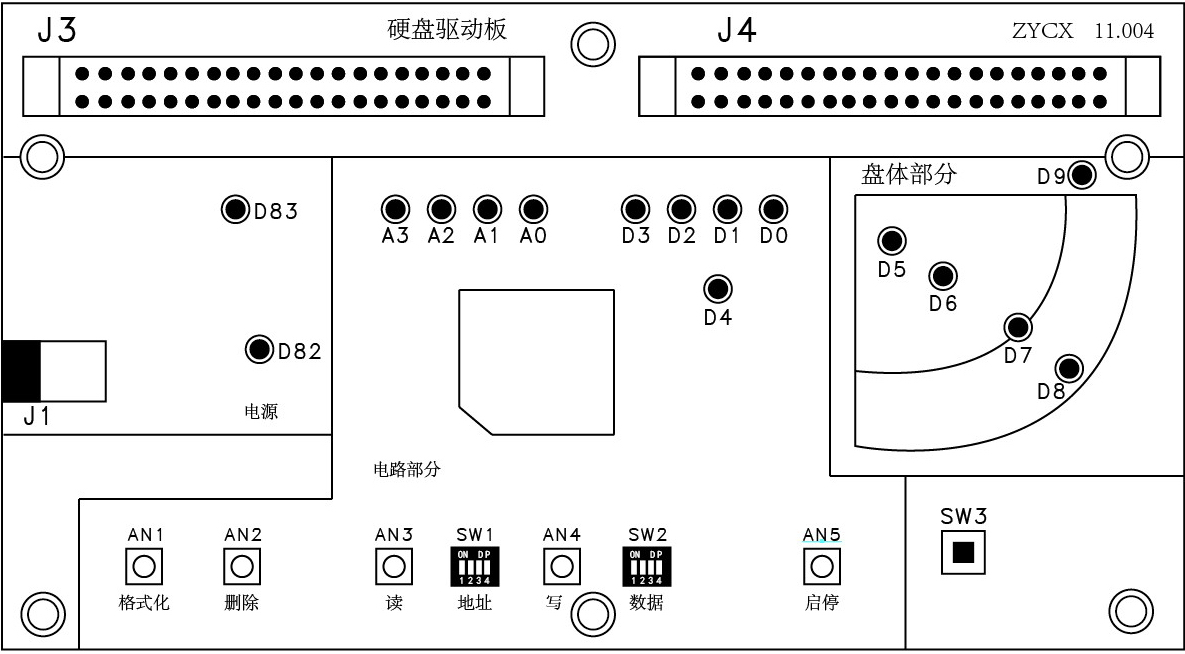 J3 硬盘驱动板 J4 ZYCX 11.004
盘体部分 D9
D83
A3 A2 A1 A0 D3 D2 D1 D0
D5
D6
D4
D82
D7
D8
电源
J1
电路部分
SW3
AN1 AN2 AN3 SW1 AN4 SW2 AN5
ON DP ON DP
1234 1234
格式化 删除 读 地址 写 数据 启停